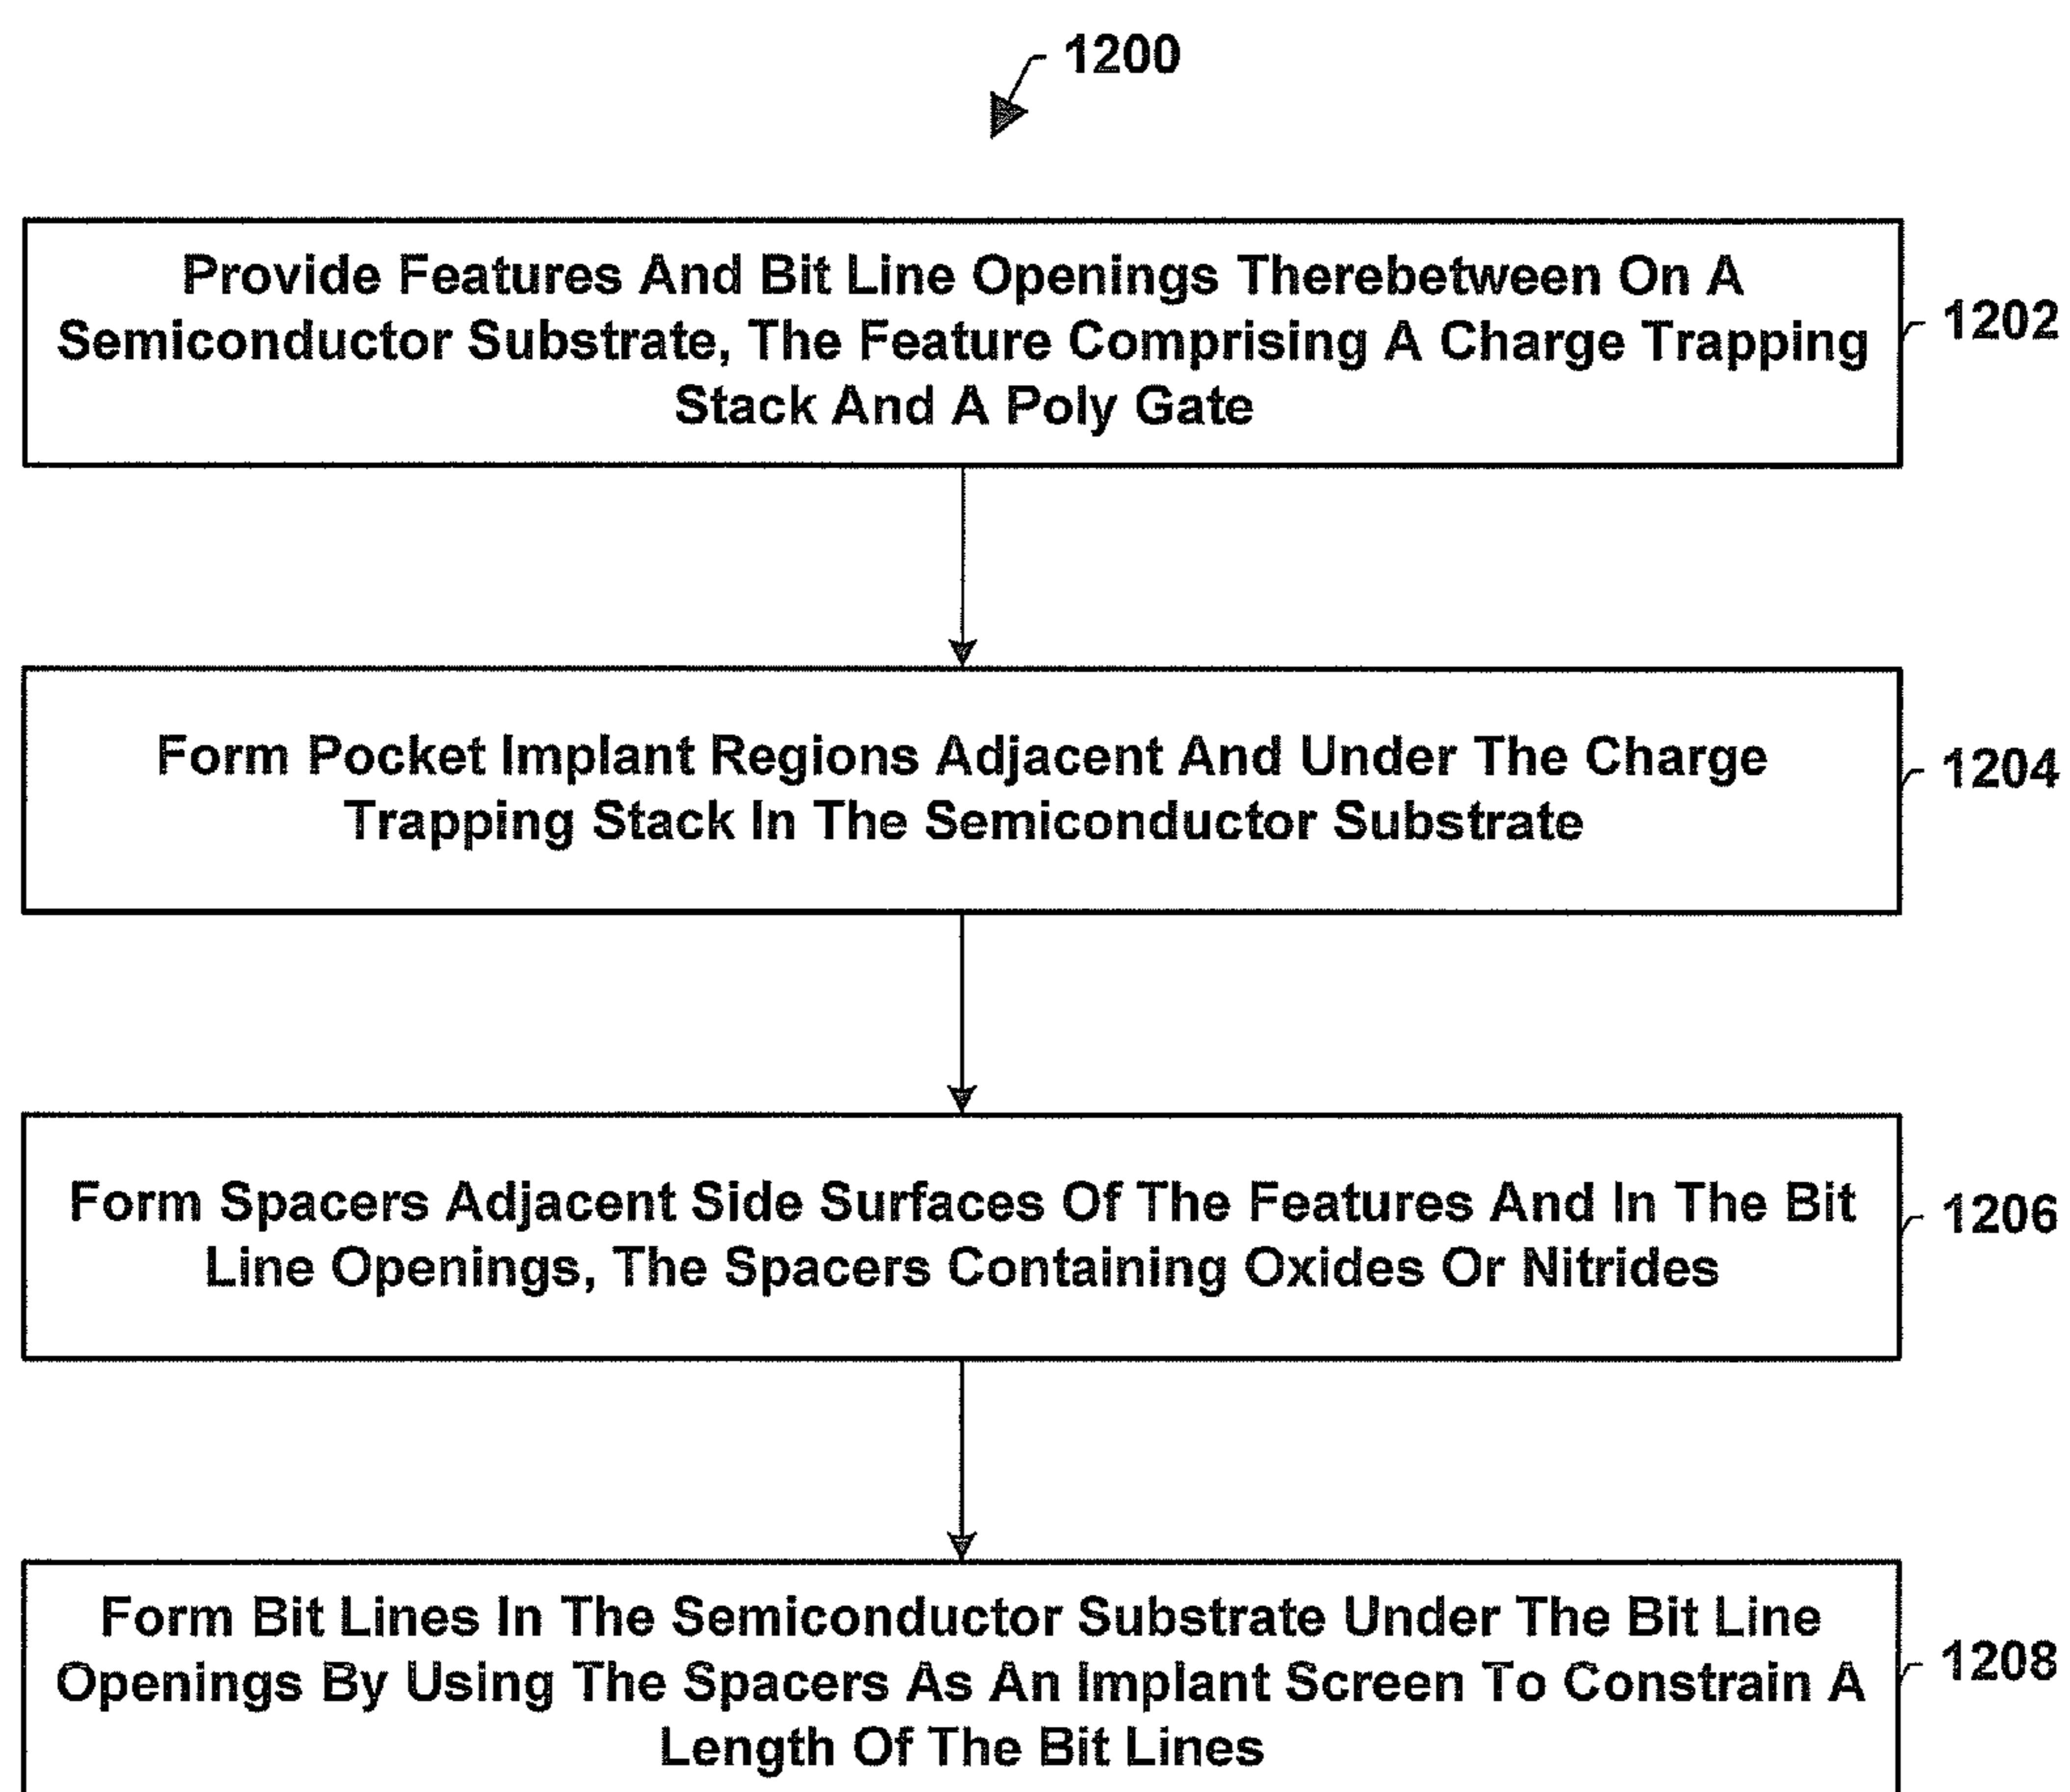 1200
Provide Features And Bit Line Openings Therebetween On A
Semiconductor Substrate, The Feature Comprising A Charge Trapping
Stack And A Poly Gate
1202
Form Pocket Implant Regions Adjacent And Under The Charge
Trapping Stack In The Semiconductor Substrate
1204
Form Spacers Adjacent Side Surfaces Of The Features And In The Bit
Line Openings, The Spacers Containing Oxides Or Nitrides
1206
Form Bit Lines In The Semiconductor Substrate Under The Bit Line
Openings By Using The Spacers As An Implant Screen To Constrain A
Length Of The Bit Lines
1208